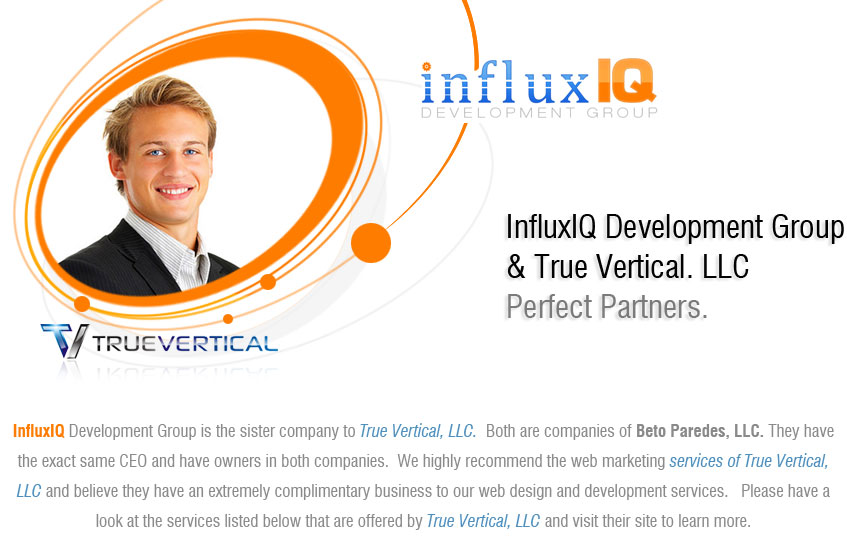 influxIQ
DEVELOPMENT GROUP
InfluxIQ Development Group
& True Vertical. LLC
Perfect Partners.
TV TRUEVERTICAL
InfluxIQ Development Group is the sister company to True Vertical, LLC. Both are companies of Beto Paredes, LLC. They have
the exact same CEO and have owners in both companies. We highly recommend the web marketing services of True Vertical,
LLC and believe they have an extremely complimentary business to our web design and development services. Please have a
look at the services listed below that are offered by True Vertical, LLC and visit their site to learn more.